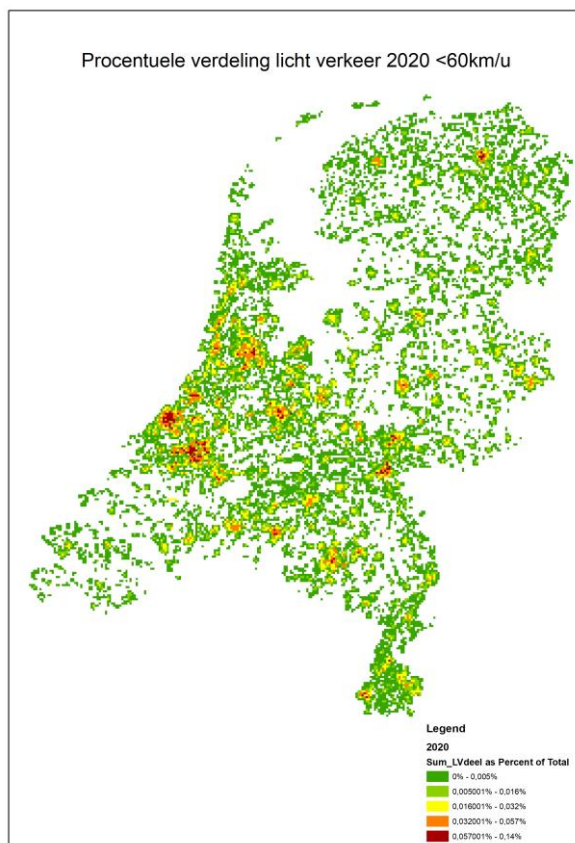 Procentuele verdeling licht verkeer 2020 <60km/u
Legend
2020
Sum_LVdeel as Percent of Total
0% - 0,005%
0,005001% - 0,016%
0,016001% - 0,032%
0,032001% - 0,057%
0,057001% - 0,14%